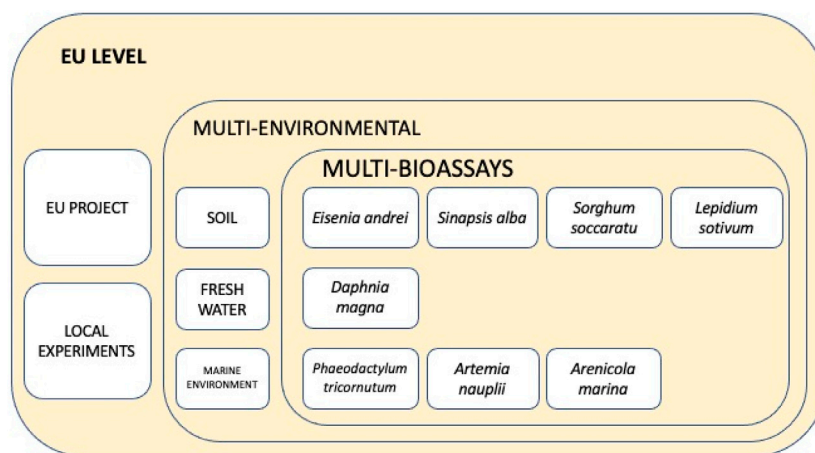 EU LEVEL
MULTI-ENVIRONMENTAL
MULTI-BIOASSAYS
EU PROJECT
SOIL
Eisenia andrei
Sinapsis alba
Sorghum
soccaratu
Lepidium
sotivum
FRESH
WATER
Daphnia
magna
LOCAL
EXPERIMENTS
MARINE
ENVIRONMENT
Phaeodactylum
tricornutum
Artemia
nauplii
Arenicola
marina